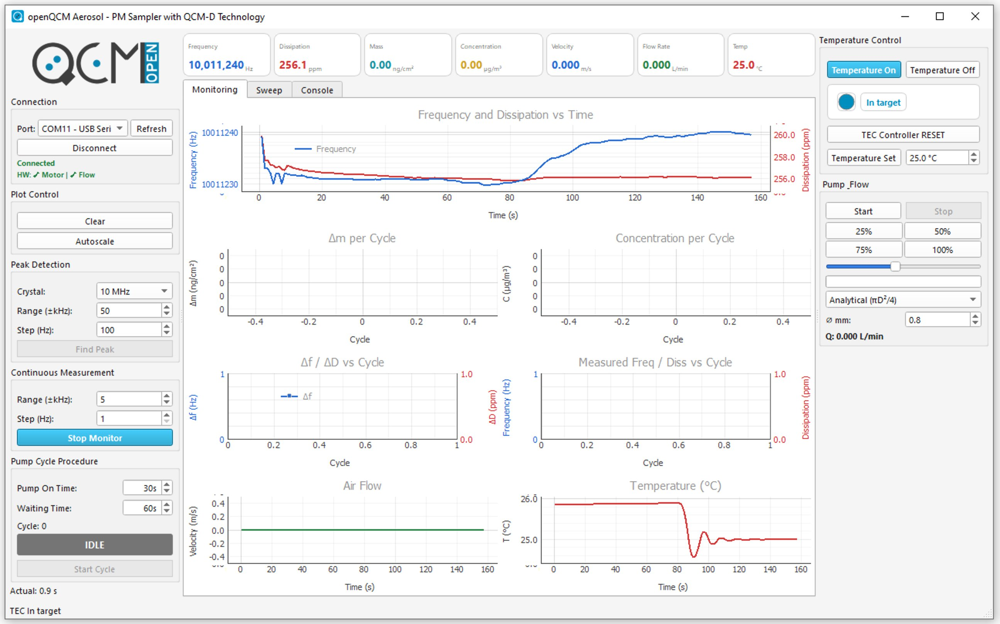 openQCM Aerosol - PM Sampler with QCM-D Technology
QCM OPEN
Connection
Port: COM11 - USB Seri Refresh
Disconnect
Connected
HW: ✓ Motor | ✓ Flow
Plot Control
Clear
Autoscale
Peak Detection
Crystal: 10 MHz
Range (±kHz): 50
Step (Hz): 100
Find Peak
Continuous Measurement
Range (±kHz): 5
Step (Hz): 1
Stop Monitor
Pump Cycle Procedure
Pump On Time: 30s
Waiting Time: 60s
Cycle: 0
IDLE
Start Cycle
Actual: 0.9 s
TEC In target
Frequency
10,011,240 Hz
Dissipation
256.1 ppm
Mass
0.00 ng/cm²
Concentration
0.00 µg/m³
Velocity
0.000 m/s
Flow Rate
0.000 L/min
Temp
25.0 °C
Monitoring Sweep Console
Frequency and Dissipation vs Time
Frequency (Hz)
10011240
10011230
Frequency
260.0
258.0
256.0
Dissipation (ppm)
0 20 40 60 80 100 120 140 160
Time (s)
Δm per Cycle
Δm (ng/cm²)
0
0
0
0
0
-0.4 -0.2 0 0.2 0.4
Cycle
Concentration per Cycle
C (µg/m³)
0
0
0
0
0
-0.4 -0.2 0 0.2 0.4
Cycle
Δf / ΔD vs Cycle
Δf (Hz)
1
0
Δf
1.0
0.0
ΔD (ppm)
0 0.2 0.4 0.6 0.8 1
Cycle
Measured Freq / Diss vs Cycle
Frequency (Hz)
1
0
1.0
0.0
Dissipation (ppm)
0 0.2 0.4 0.6 0.8 1
Cycle
Air Flow
Velocity (m/s)
0.4
0.2
0.0
-0.2
-0.4
0 20 40 60 80 100 120 140 160
Time (s)
Temperature (°C)
T (°C)
26.0
25.0
0 20 40 60 80 100 120 140 160
Time (s)
Temperature Control
Temperature On Temperature Off
In target
TEC Controller RESET
Temperature Set 25.0 °C
Pump _Flow
Start Stop
25% 50%
75% 100%
Analytical (πD²/4)
⌀ mm: 0.8
Q: 0.000 L/min